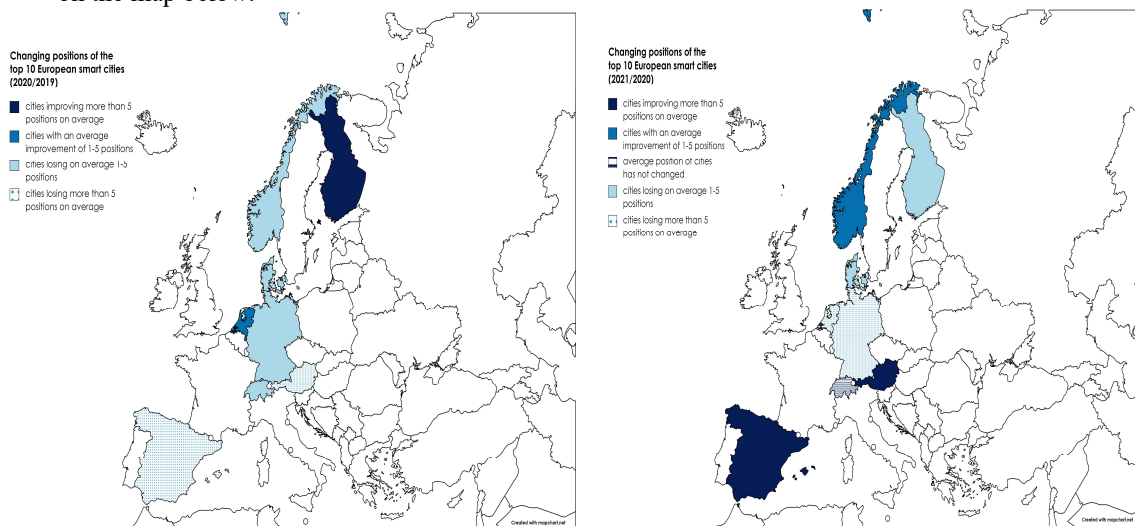 on the map below.
Changing positions of the
top 10 European smart cities
(2020/2019)
cities improving more than 5
positions on average
cities with an average
improvement of 1-5 positions
cities losing on average 1-5
positions
cities losing more than 5
positions on average
Created with mapchart.net
Changing positions of the
top 10 European smart cities
(2021/2020)
cities improving more than 5
positions on average
cities with an average
improvement of 1-5 positions
average position of cities
has not changed
cities losing on average 1-5
positions
cities losing more than 5
positions on average
Created with mapchart.net